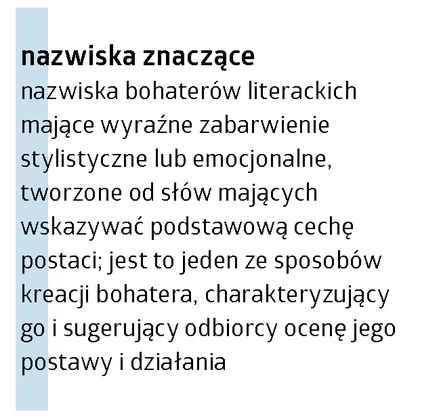 nazwiska znaczące
nazwiska bohaterów literackich
mające wyraźne zabarwienie
stylistyczne lub emocjonalne,
tworzone od słów mających
wskazywać podstawową cechę
postaci; jest to jeden ze sposobów
kreacji bohatera, charakteryzujący
go i sugerujący odbiorcy ocenę jego
postawy i działania